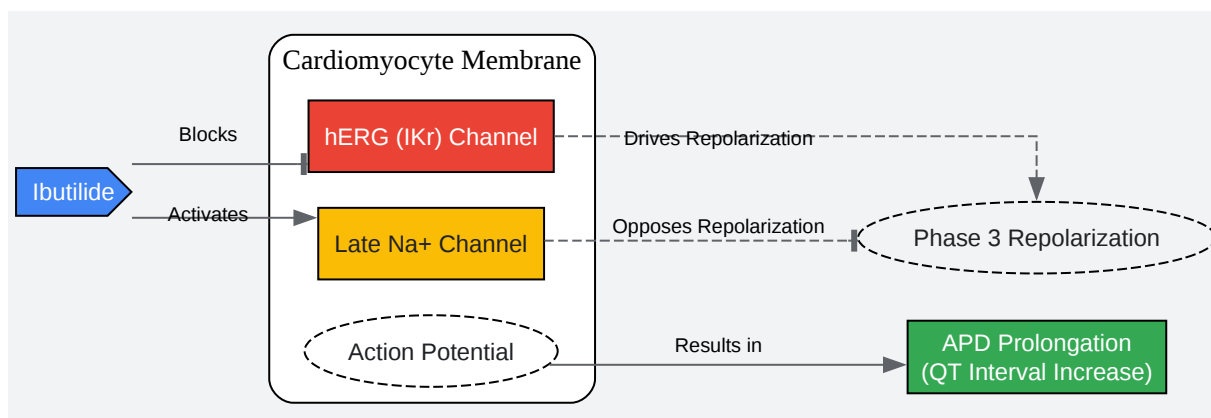 Cardiomyocyte Membrane
Blocks
hERG (IKr) Channel
Drives Repolarization
Ibutilide
Activates
Late Na+ Channel
Opposes Repolarization
Phase 3 Repolarization
Action Potential
Results in
APD Prolongation
(QT Interval Increase)